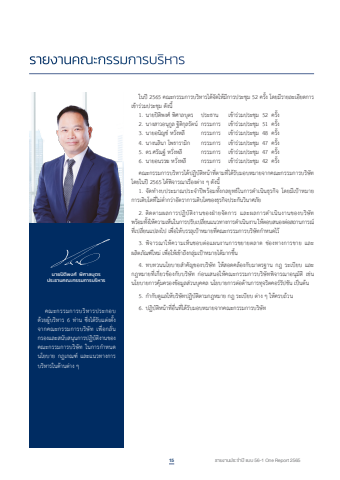 รายงานคณะกรรมการบริหาร
ในปี 2565 คณะกรรมการบริหารได้จัดให้มีการประชุม 52 ครั้ง โดยมีรายละเอียดการ
เข้าร่วมประชุม ดังนี้
1. นายปิติพงศ์ พิศาลบุตร ประธาน เข้าร่วมประชุม 52 ครั้ง
2. นางสาวอนุกูล ฐิติกุลรัตน์ กรรมการ เข้าร่วมประชุม 51 ครั้ง
3. นายอนัญช์ หวั่งหลี กรรมการ เข้าร่วมประชุม 48 ครั้ง
4. นางนลินา โพธารามิก กรรมการ เข้าร่วมประชุม 47 ครั้ง
5. ดร.ศรัณฐ์ หวั่งหลี กรรมการ เข้าร่วมประชุม 47 ครั้ง
6. นายอนรรฆ หวั่งหลี กรรมการ เข้าร่วมประชุม 42 ครั้ง
คณะกรรมการบริหารได้ปฏิบัติหน้าที่ตามที่ได้รับมอบหมายจากคณะกรรมการบริษัท
โดยในปี 2565 ได้พิจารณาเรื่องต่าง ๆ ดังนี้
1. จัดทำงบประมาณประจำปีพร้อมทั้งกลยุทธ์ในการดำเนินธุรกิจ โดยมีเป้าหมาย
การเติบโตที่ไม่ต่ำกว่าอัตราการเติบโตของธุรกิจประกันวินาศภัย
2. ติดตามผลการปฏิบัติงานของฝ่ายจัดการ และผลการดำเนินงานของบริษัท
พร้อมทั้งให้ความเห็นในการปรับเปลี่ยนแนวทางการดำเนินงานให้ตอบสนองต่อสถานการณ์
ที่เปลี่ยนแปลงไป เพื่อให้บรรลุเป้าหมายที่คณะกรรมการบริษัทกำหนดไว้
3. พิจารณาให้ความเห็นชอบต่อแผนงานการขยายตลาด ช่องทางการขาย และ
ผลิตภัณฑ์ใหม่ เพื่อให้เข้าถึงกลุ่มเป้าหมายได้มากขึ้น
4. ทบทวนนโยบายสำคัญของบริษัท ให้สอดคล้องกับมาตรฐาน กฎ ระเบียบ และ
กฎหมายที่เกี่ยวข้องกับบริษัท ก่อนเสนอให้คณะกรรมการบริษัทพิจารณาอนุมัติ เช่น
นโยบายการคุ้มครองข้อมูลส่วนบุคคล นโยบายการต่อต้านการทุจริตคอร์รัปชัน เป็นต้น
5. กำกับดูแลให้บริษัทปฏิบัติตามกฎหมาย กฎ ระเบียบ ต่าง ๆ ให้ครบถ้วน
6. ปฏิบัติหน้าที่อื่นที่ได้รับมอบหมายจากคณะกรรมการบริษัท
นายปิติพงศ์ พิศาลบุตร
ประธานคณะกรรมการบริหาร
คณะกรรมการบริหารประกอบ
ด้วยผู้บริหาร 6 ท่าน ซึ่งได้รับแต่งตั้ง
จากคณะกรรมการบริษัท เพื่อกลั่น
กรองและสนับสนุนการปฏิบัติงานของ
คณะกรรมการบริษัท ในการกำหนด
นโยบาย กฎเกณฑ์ และแนวทางการ
บริหารในด้านต่าง ๆ
15
รายงานประจำปี แบบ 56-1 One Report 2565